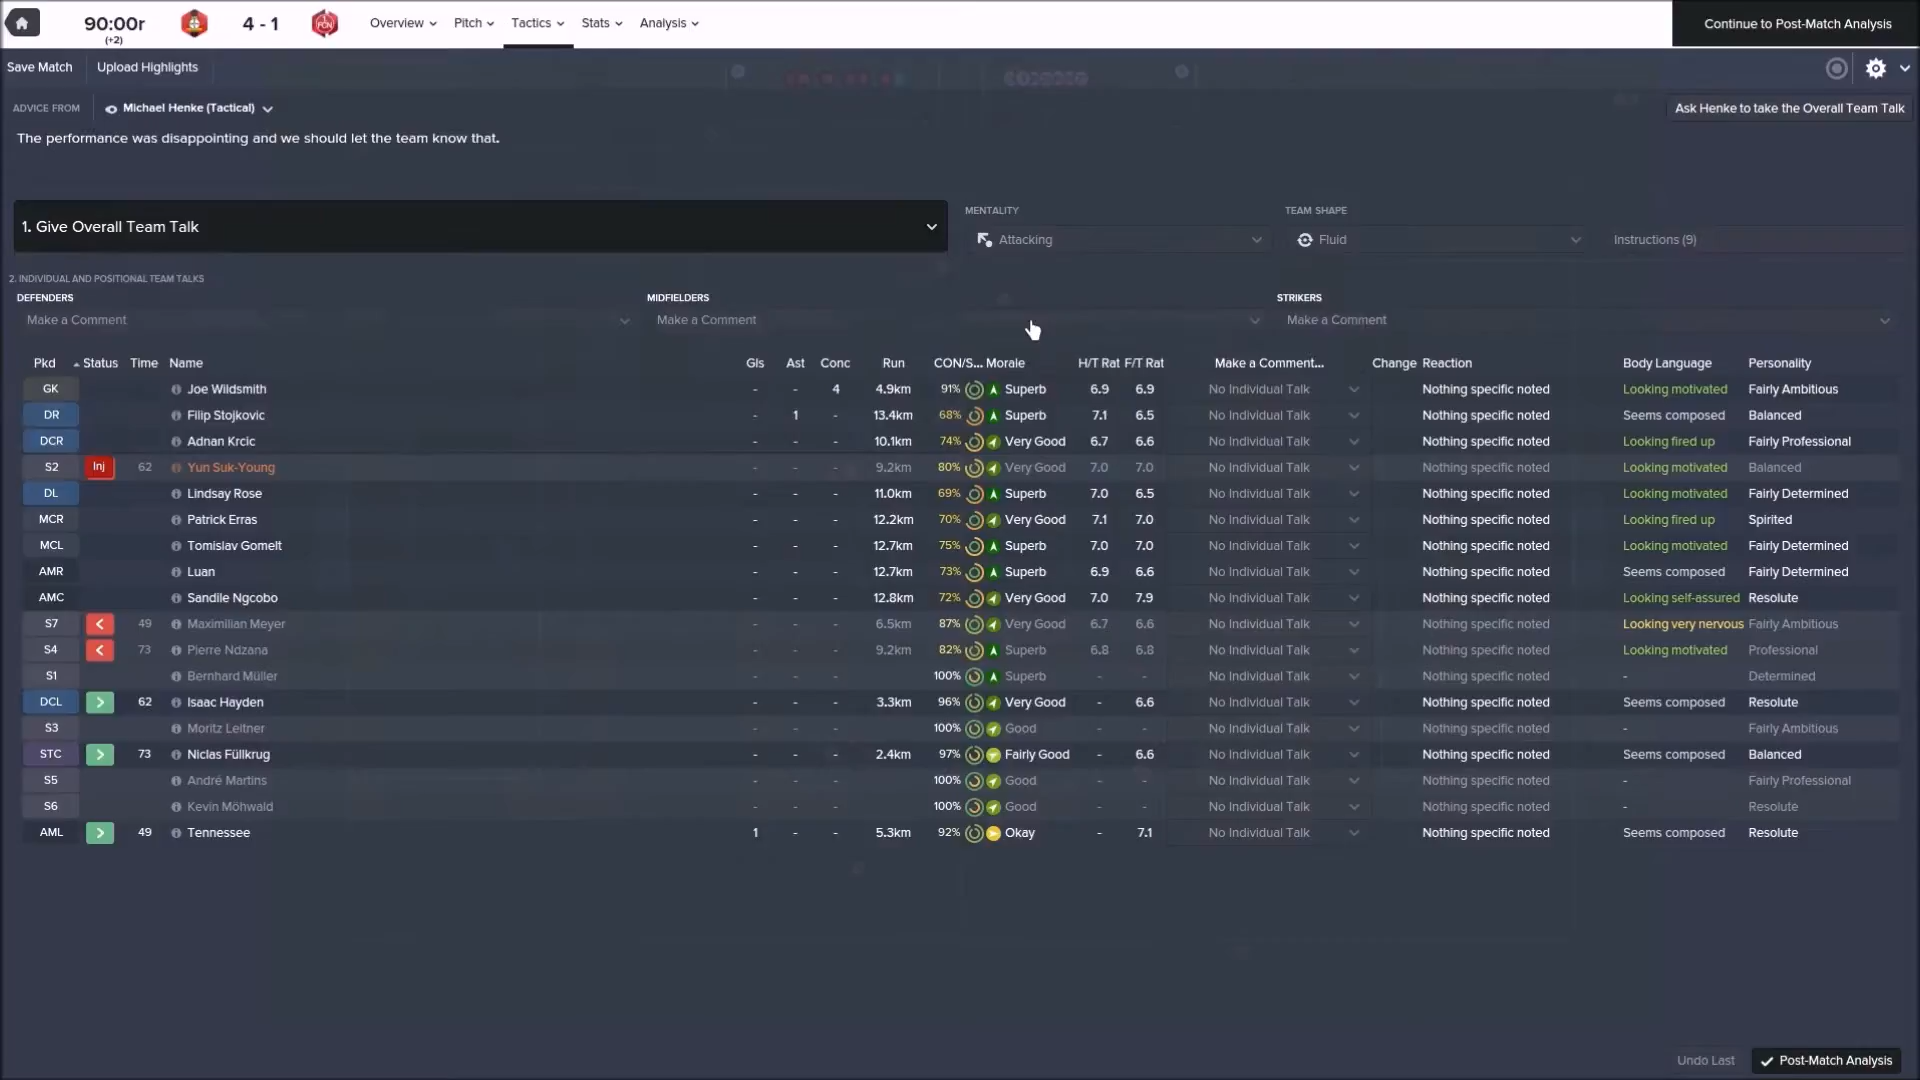 90:00r 4 - 1 Overview Pitch Tactics Stats Analysis Continue to Post-Match Analysis
(+2)
Save Match Upload Highlights
ADVICE FROM Michael Henke (Tactical) Ask Henke to take the Overall Team Talk
The performance was disappointing and we should let the team know that.
MENTALITY TEAM SHAPE
1. Give Overall Team Talk Attacking Fluid Instructions (9)
2. INDIVIDUAL AND POSITIONAL TEAM TALKS
DEFENDERS MIDFIELDERS STRIKERS
Make a Comment Make a Comment Make a Comment
Pkd Status Time Name Gls Ast Conc Run CON/S... Morale H/T Rat F/T Rat Make a Comment... Change Reaction Body Language Personality
GK Joe Wildsmith - - 4 4.9km 91% Superb 6.9 6.9 No Individual Talk Nothing specific noted Looking motivated Fairly Ambitious
DR Filip Stojkovic - 1 - 13.4km 68% Superb 7.1 6.5 No Individual Talk Nothing specific noted Seems composed Balanced
DCR Adnan Krcic - - - 10.1km 74% Very Good 6.7 6.6 No Individual Talk Nothing specific noted Looking fired up Fairly Professional
S2 Inj 62 Yun Suk-Young - - - 9.2km 80% Very Good 7.0 7.0 No Individual Talk Nothing specific noted Looking motivated Balanced
DL Lindsay Rose - - - 11.0km 69% Superb 7.0 6.5 No Individual Talk Nothing specific noted Looking motivated Fairly Determined
MCR Patrick Erras - - - 12.2km 70% Very Good 7.1 7.0 No Individual Talk Nothing specific noted Looking fired up Spirited
MCL Tomislav Gomelt - - - 12.7km 75% Superb 7.0 7.0 No Individual Talk Nothing specific noted Looking motivated Fairly Determined
AMR Luan - - - 12.7km 73% Superb 6.9 6.6 No Individual Talk Nothing specific noted Seems composed Fairly Determined
AMC Sandile Ngcobo - - - 12.8km 72% Very Good 7.0 7.9 No Individual Talk Nothing specific noted Looking self-assured Resolute
S7 49 Maximilian Meyer - - - 6.5km 87% Very Good 6.7 6.6 No Individual Talk Nothing specific noted Looking very nervous Fairly Ambitious
S4 73 Pierre Ndzana - - - 9.2km 82% Superb 6.8 6.8 No Individual Talk Nothing specific noted Looking motivated Professional
S1 Bernhard Müller - - - 100% Superb - - No Individual Talk Nothing specific noted - Determined
DCL 62 Isaac Hayden - - - 3.3km 96% Very Good - 6.6 No Individual Talk Nothing specific noted Seems composed Resolute
S3 Moritz Leitner - - - 100% Good - - No Individual Talk Nothing specific noted - Fairly Ambitious
STC 73 Niclas Füllkrug - - - 2.4km 97% Fairly Good - 6.6 No Individual Talk Nothing specific noted Seems composed Balanced
S5 André Martins - - - 100% Good - - No Individual Talk Nothing specific noted - Fairly Professional
S6 Kevin Möhwald - - - 100% Good - - No Individual Talk Nothing specific noted - Resolute
AML 49 Tennessee 1 - - 5.3km 92% Okay - 7.1 No Individual Talk Nothing specific noted Seems composed Resolute
Undo Last Post-Match Analysis